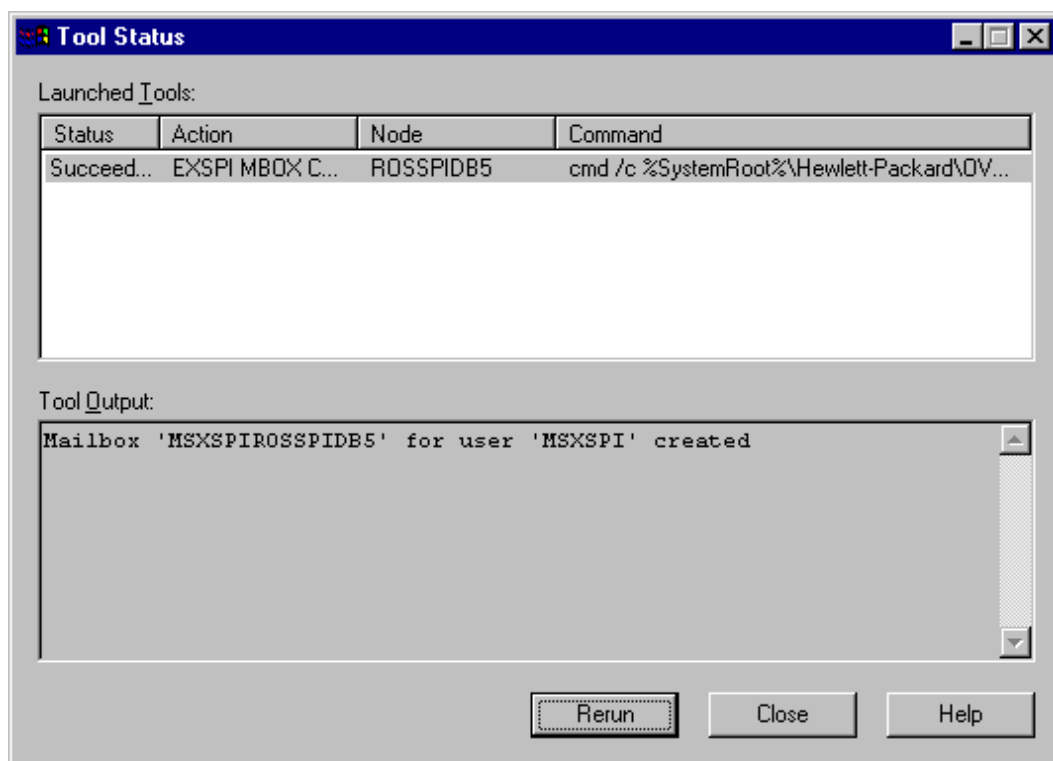 Tool Status
Launched Tools:
Status Action Node Command
Succeed... EXSPI MBOX C... ROSSPIDB5 cmd /c %SystemRoot%\Hewlett-Packard\OV...
Tool Output:
Mailbox 'MSXSPIROSSPIDB5' for user 'MSXSPI' created
Rerun Close Help